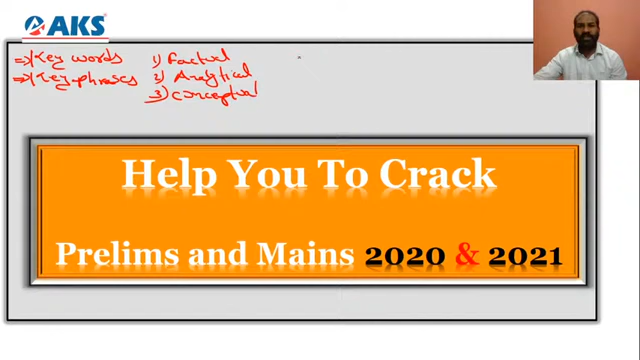 AKS
=> Key words 1) Factual
=> Key phrases 2) Analytical
3) Conceptual
Help You To Crack
Prelims and Mains 2020 & 2021